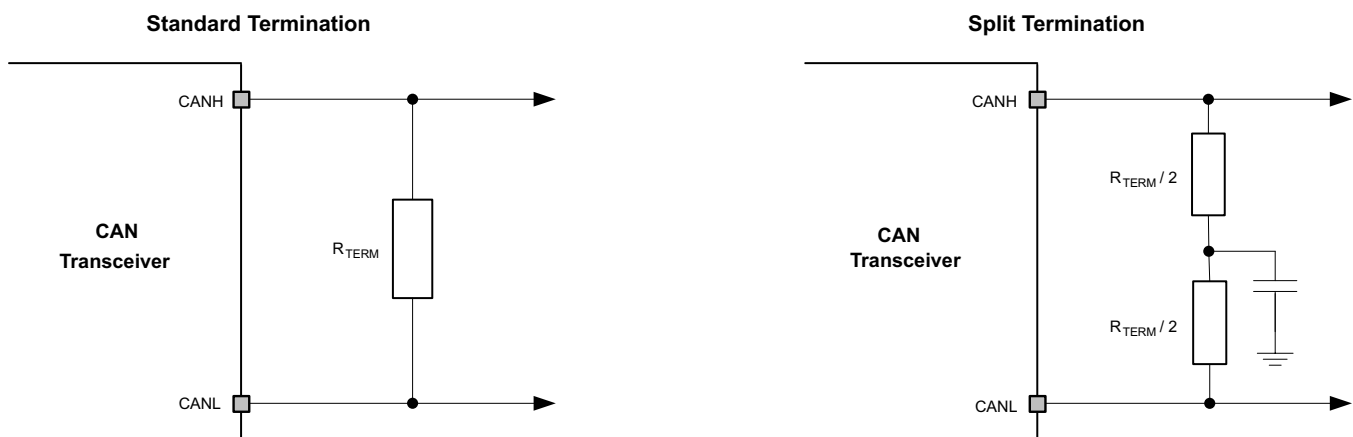 Standard Termination
CANH
CAN
Transceiver
RTERM
CANL
Split Termination
CANH
RTERM / 2
CAN
Transceiver
RTERM / 2
CANL